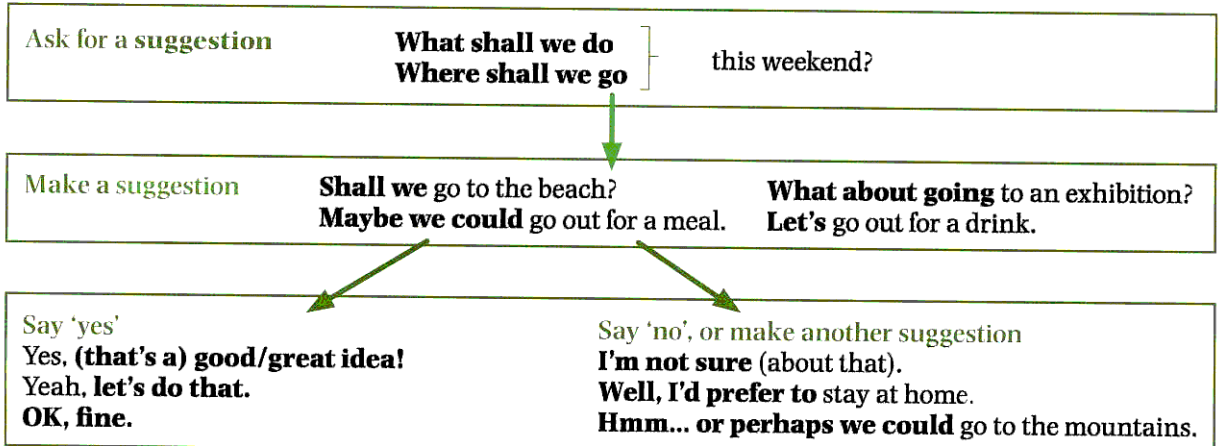 Ask for a suggestion
What shall we do
Where shall we go
this weekend?
Make a suggestion
Shall we go to the beach?
Maybe we could go out for a meal.
What about going to an exhibition?
Let's go out for a drink.
Say 'yes'
Yes, (that's a) good/great idea!
Yeah, let's do that.
OK, fine.
Say 'no', or make another suggestion
I'm not sure (about that).
Well, I'd prefer to stay at home.
Hmm... or perhaps we could go to the mountains.